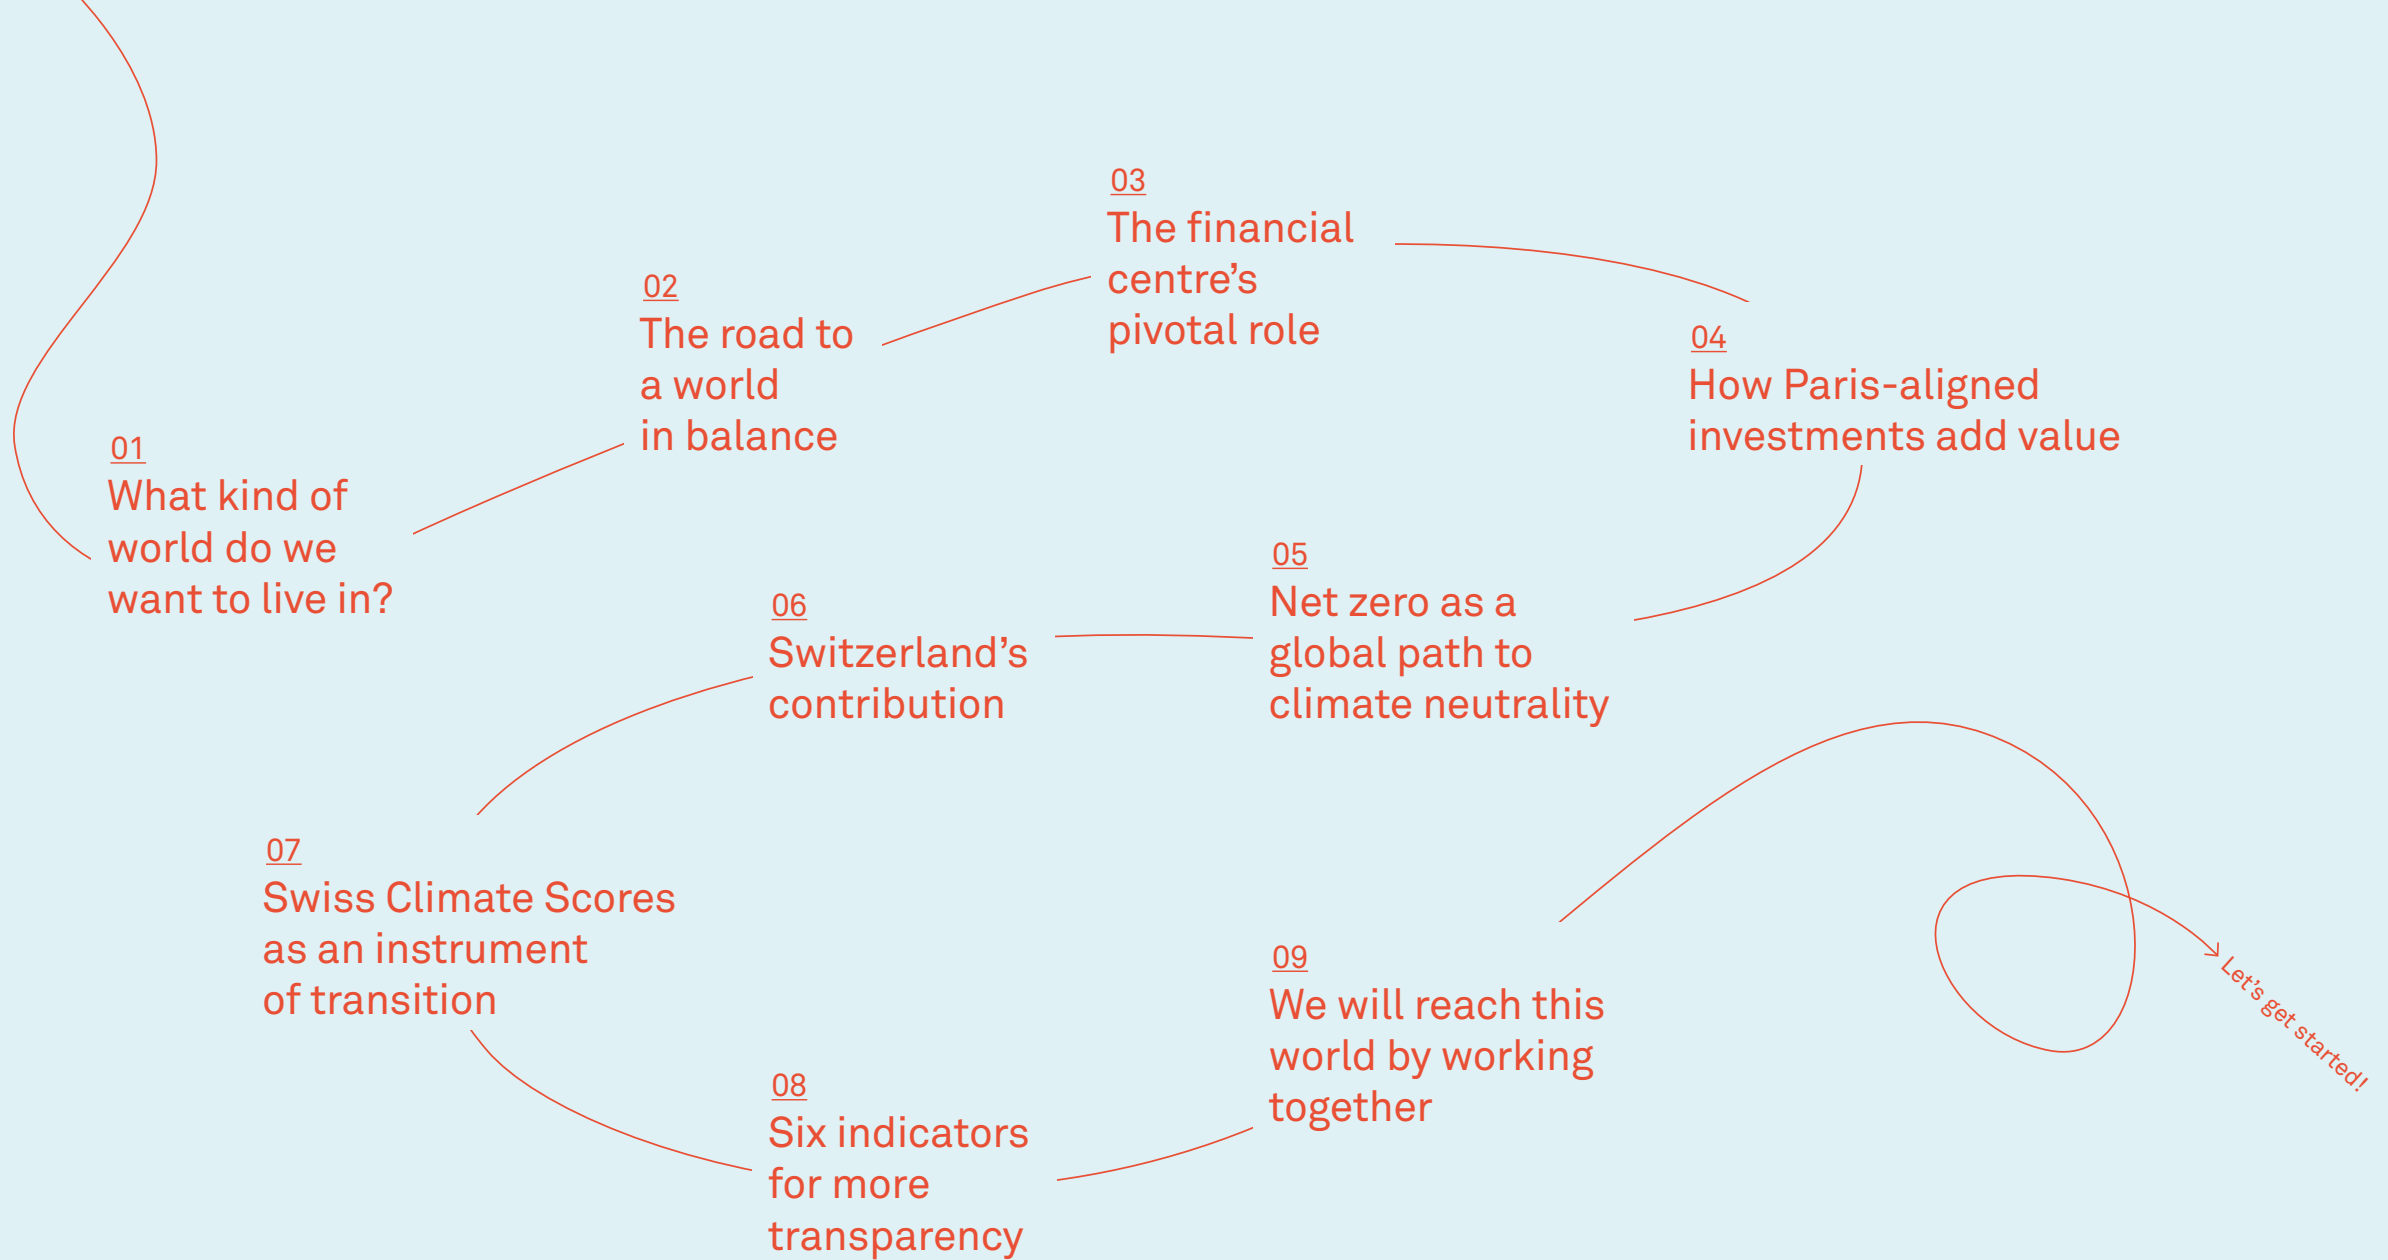 01
What kind of
world do we
want to live in?
02
The road to
a world
in balance
03
The financial
centre’s
pivotal role
04
How Paris-aligned
investments add value
05
Net zero as a
global path to
climate neutrality
06
Switzerland’s
contribution
07
Swiss Climate Scores
as an instrument
of transition
08
Six indicators
for more
transparency
09
We will reach this
world by working
together
Let’s get started!